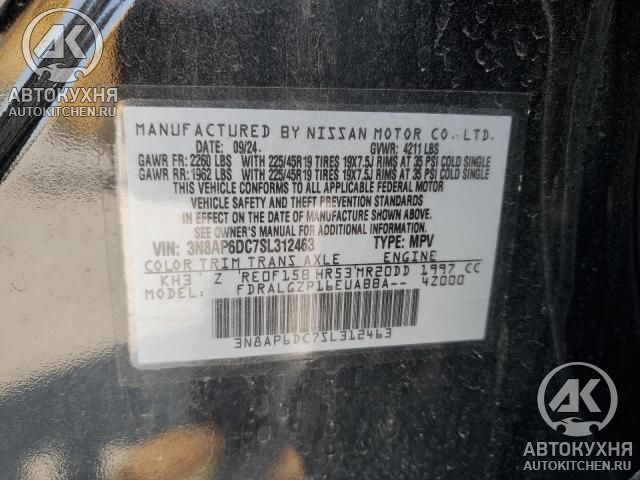 AK
АВТОКУХНЯ
AUTOKITCHEN.RU
MANUFACTURED BY NISSAN MOTOR CO., LTD.
DATE: 09/24. GVWR: 4211 LBS
GAWR FR: 2260 LBS WITH 225/45R19 TIRES 19X7.5J RIMS AT 35 PSI COLD SINGLE
GAWR RR: 1962 LBS WITH 225/45R19 TIRES 19X7.5J RIMS AT 35 PSI COLD SINGLE
THIS VEHICLE CONFORMS TO ALL APPLICABLE FEDERAL MOTOR
VEHICLE SAFETY AND THEFT PREVENTION STANDARDS
IN EFFECT ON THE DATE OF MANUFACTURE SHOWN ABOVE.
SEE OWNER'S MANUAL FOR ADDITIONAL INFORMATION
VIN: 3N8AP6DC7SL312463 TYPE: MPV
COLOR TRIM TRANS AXLE ENGINE
KH3 Z RE0F15B HR53 MR20DD 1997 CC
MODEL: FDRALGZP16EUABBA-- 4Z000
3N8AP6DC7SL312463
AK
АВТОКУХНЯ
AUTOKITCHEN.RU